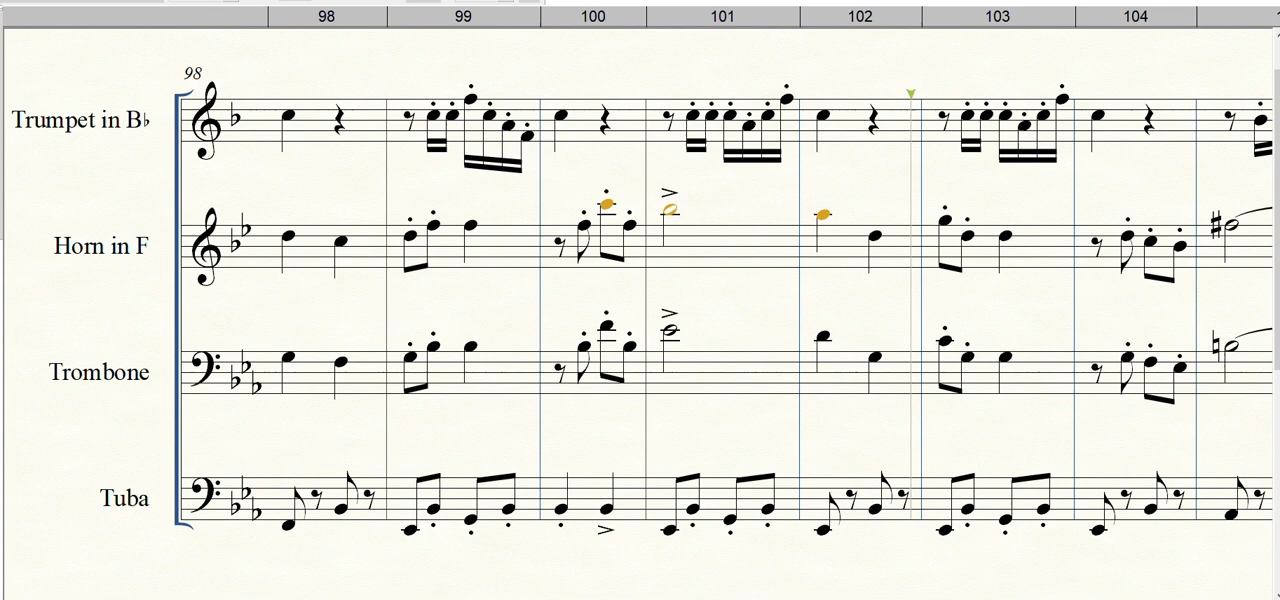 98 99 100 101 102 103 104
98
Trumpet in B♭
Horn in F
Trombone
Tuba